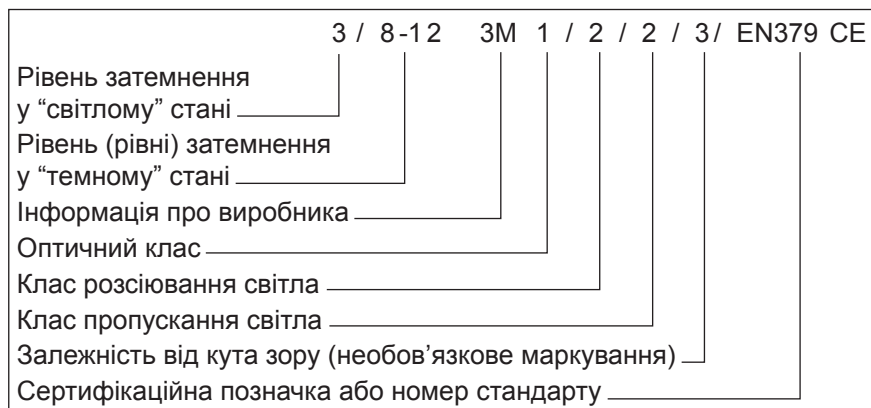 3 / 8-12 3M 1 / 2 / 2 / 3/ EN379 CE
Рівень затемнення
у “світлому” стані
Рівень (рівні) затемнення
у “темному” стані
Інформація про виробника
Оптичний клас
Клас розсіювання світла
Клас пропускання світла
Залежність від кута зору (необов’язкове маркування)
Сертифікаційна позначка або номер стандарту